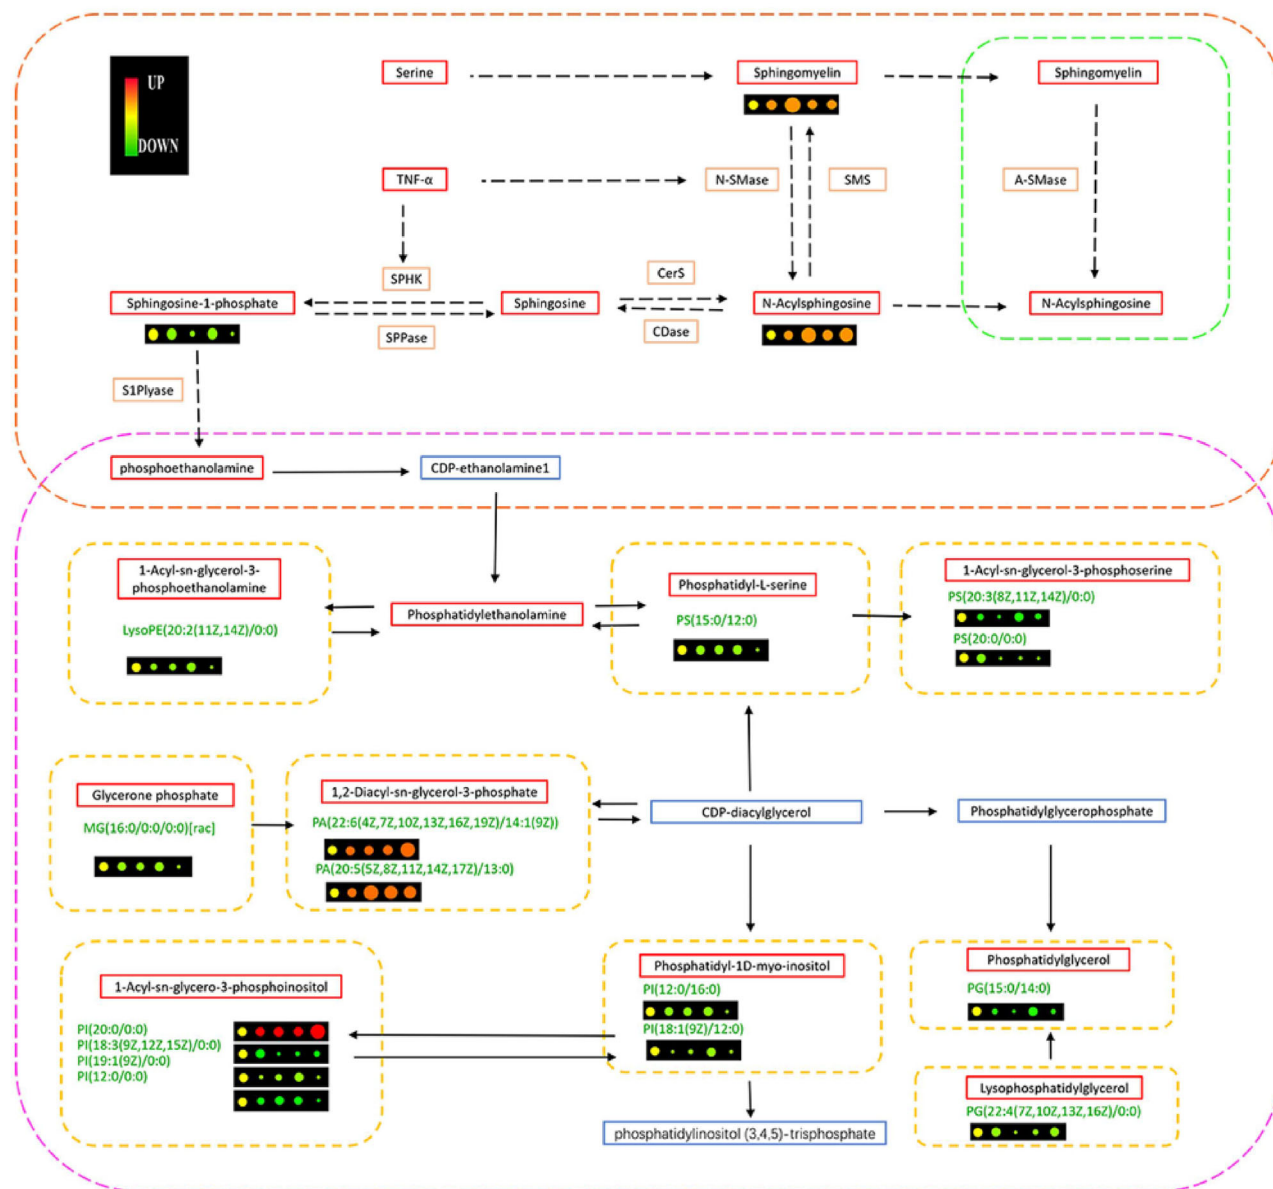 UP
DOWN
Serine
Sphingomyelin
Sphingomyelin
TNF-α
N-SMase
SMS
A-SMase
SPHK
CerS
Sphingosine-1-phosphate
Sphingosine
N-Acylsphingosine
N-Acylsphingosine
SPPase
CDase
S1Plyase
phosphoethanolamine
CDP-ethanolamine1
1-Acyl-sn-glycerol-3-
phosphoethanolamine
LysoPE(20:2(11Z,14Z)/0:0)
Phosphatidylethanolamine
Phosphatidyl-L-serine
PS(15:0/12:0)
1-Acyl-sn-glycerol-3-phosphoserine
PS(20:3(8Z,11Z,14Z)/0:0)
PS(20:0/0:0)
Glycerone phosphate
MG(16:0/0:0/0:0)[rac]
1,2-Diacyl-sn-glycerol-3-phosphate
PA(22:6(4Z,7Z,10Z,13Z,16Z,19Z)/14:1(9Z))
PA(20:5(5Z,8Z,11Z,14Z,17Z)/13:0)
CDP-diacylglycerol
Phosphatidylglycerophosphate
1-Acyl-sn-glycero-3-phosphoinositol
PI(20:0/0:0)
PI(18:3(9Z,12Z,15Z)/0:0)
PI(19:1(9Z)/0:0)
PI(12:0/0:0)
Phosphatidyl-1D-myo-inositol
PI(12:0/16:0)
PI(18:1(9Z)/12:0)
Phosphatidylglycerol
PG(15:0/14:0)
Lysophosphatidylglycerol
PG(22:4(7Z,10Z,13Z,16Z)/0:0)
phosphatidylinositol (3,4,5)-trisphosphate